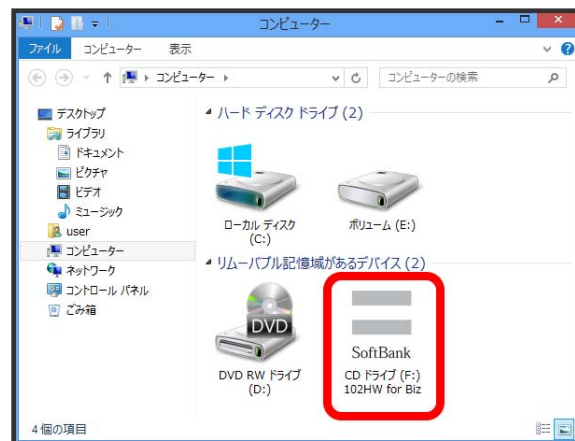 コンピューター
ファイル コンピューター 表示
コンピューター コンピューターの検索
デスクトップ
ライブラリ
ドキュメント
ピクチャ
ビデオ
ミュージック
user
コンピューター
ネットワーク
コントロール パネル
ごみ箱
ハード ディスク ドライブ (2)
ローカル ディスク
(C:)
ボリューム (E:)
リムーバブル記憶域があるデバイス (2)
DVD
DVD RW ドライブ
(D:)
SoftBank
CD ドライブ (F:)
102HW for Biz
4 個の項目